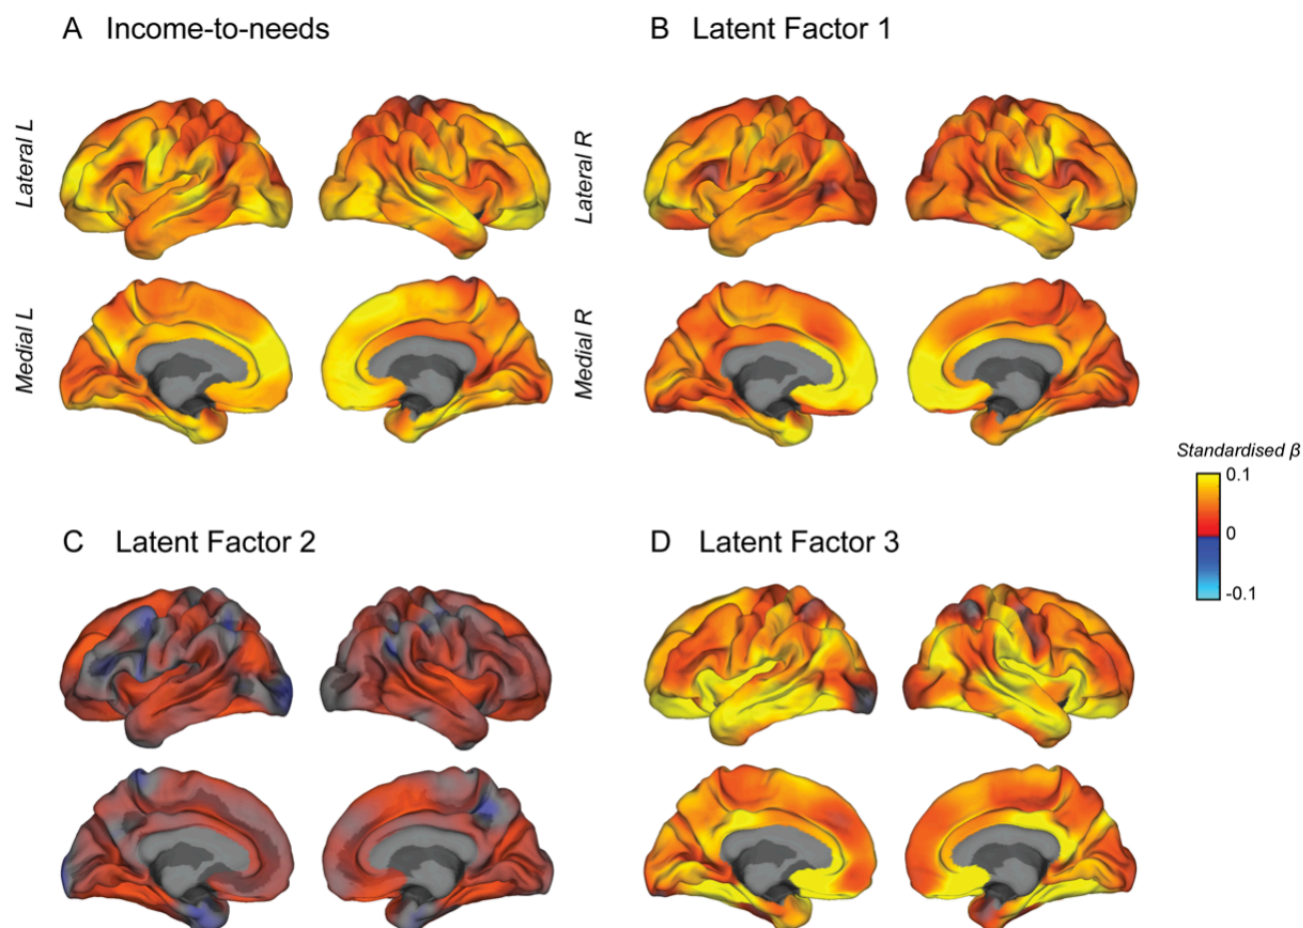 A Income-to-needs
B Latent Factor 1
Lateral L
Lateral R
Medial L
Medial R
Standardised β
0.1
0
-0.1
C Latent Factor 2
D Latent Factor 3